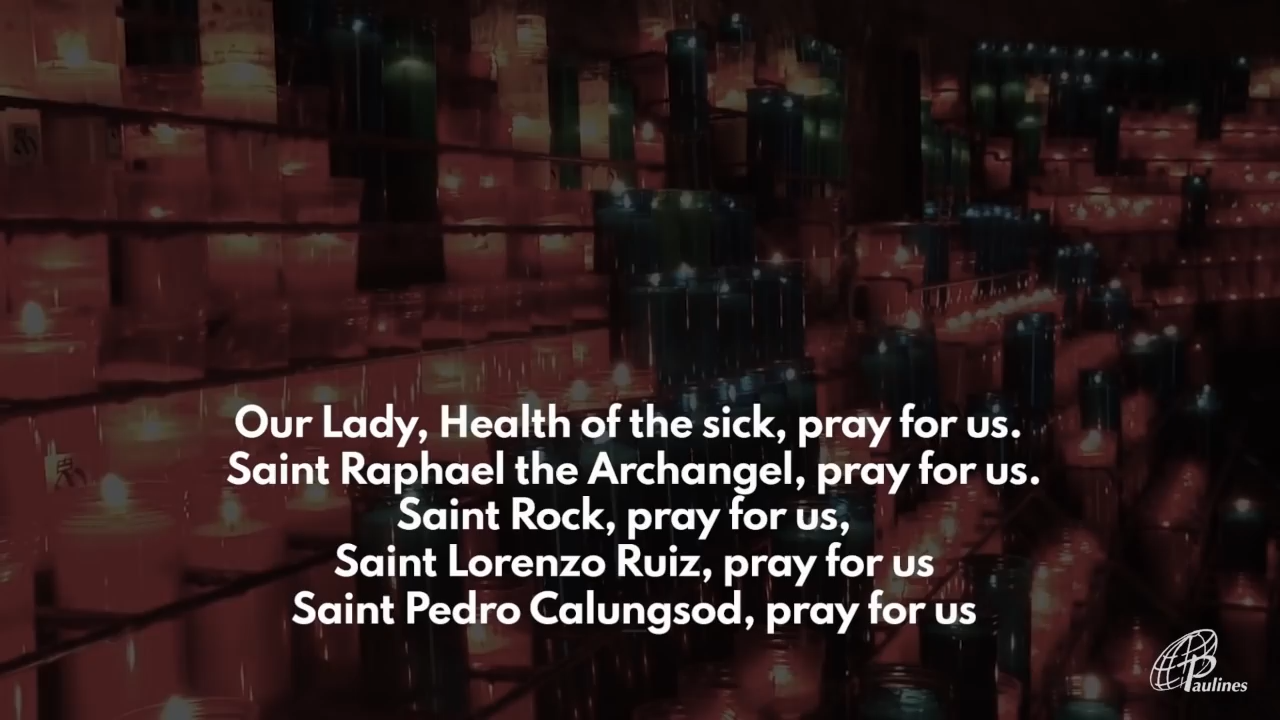 Our Lady, Health of the sick, pray for us.
Saint Raphael the Archangel, pray for us.
Saint Rock, pray for us,
Saint Lorenzo Ruiz, pray for us
Saint Pedro Calungsod, pray for us
Paulines